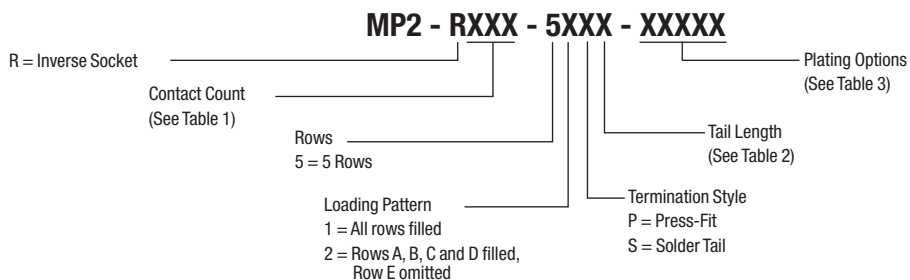 MP2 - RXXX - 5XXX - XXXXX
R = Inverse Socket
Plating Options
(See Table 3)
Contact Count
(See Table 1)
Rows
5 = 5 Rows
Tail Length
(See Table 2)
Loading Pattern
1 = All rows filled
2 = Rows A, B, C and D filled,
Row E omitted
Termination Style
P = Press-Fit
S = Solder Tail